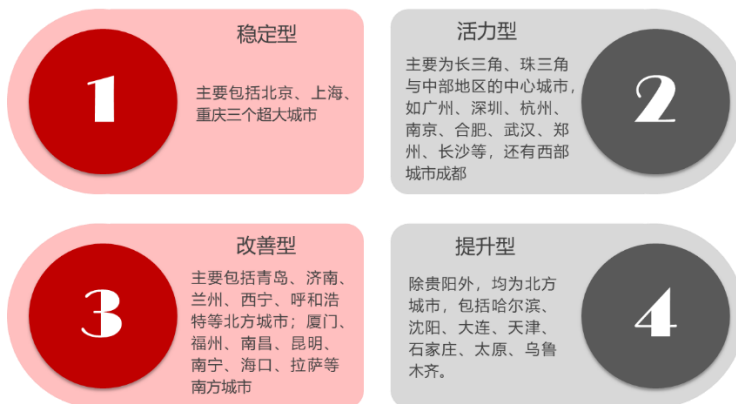 1
稳定型
主要包括北京、上海、
重庆三个超大城市
活力型
主要为长三角、珠三角
与中部地区的中心城市，
如广州、深圳、杭州、
南京、合肥、武汉、郑
州、长沙等，还有西部
城市成都
2
3
改善型
主要包括青岛、济南、
兰州、西宁、呼和浩
特等北方城市；厦门、
福州、南昌、昆明、
南宁、海口、拉萨等
南方城市
提升型
除贵阳外，均为北方
城市，包括哈尔滨、
沈阳、大连、天津、
石家庄、太原、乌鲁
木齐。
4